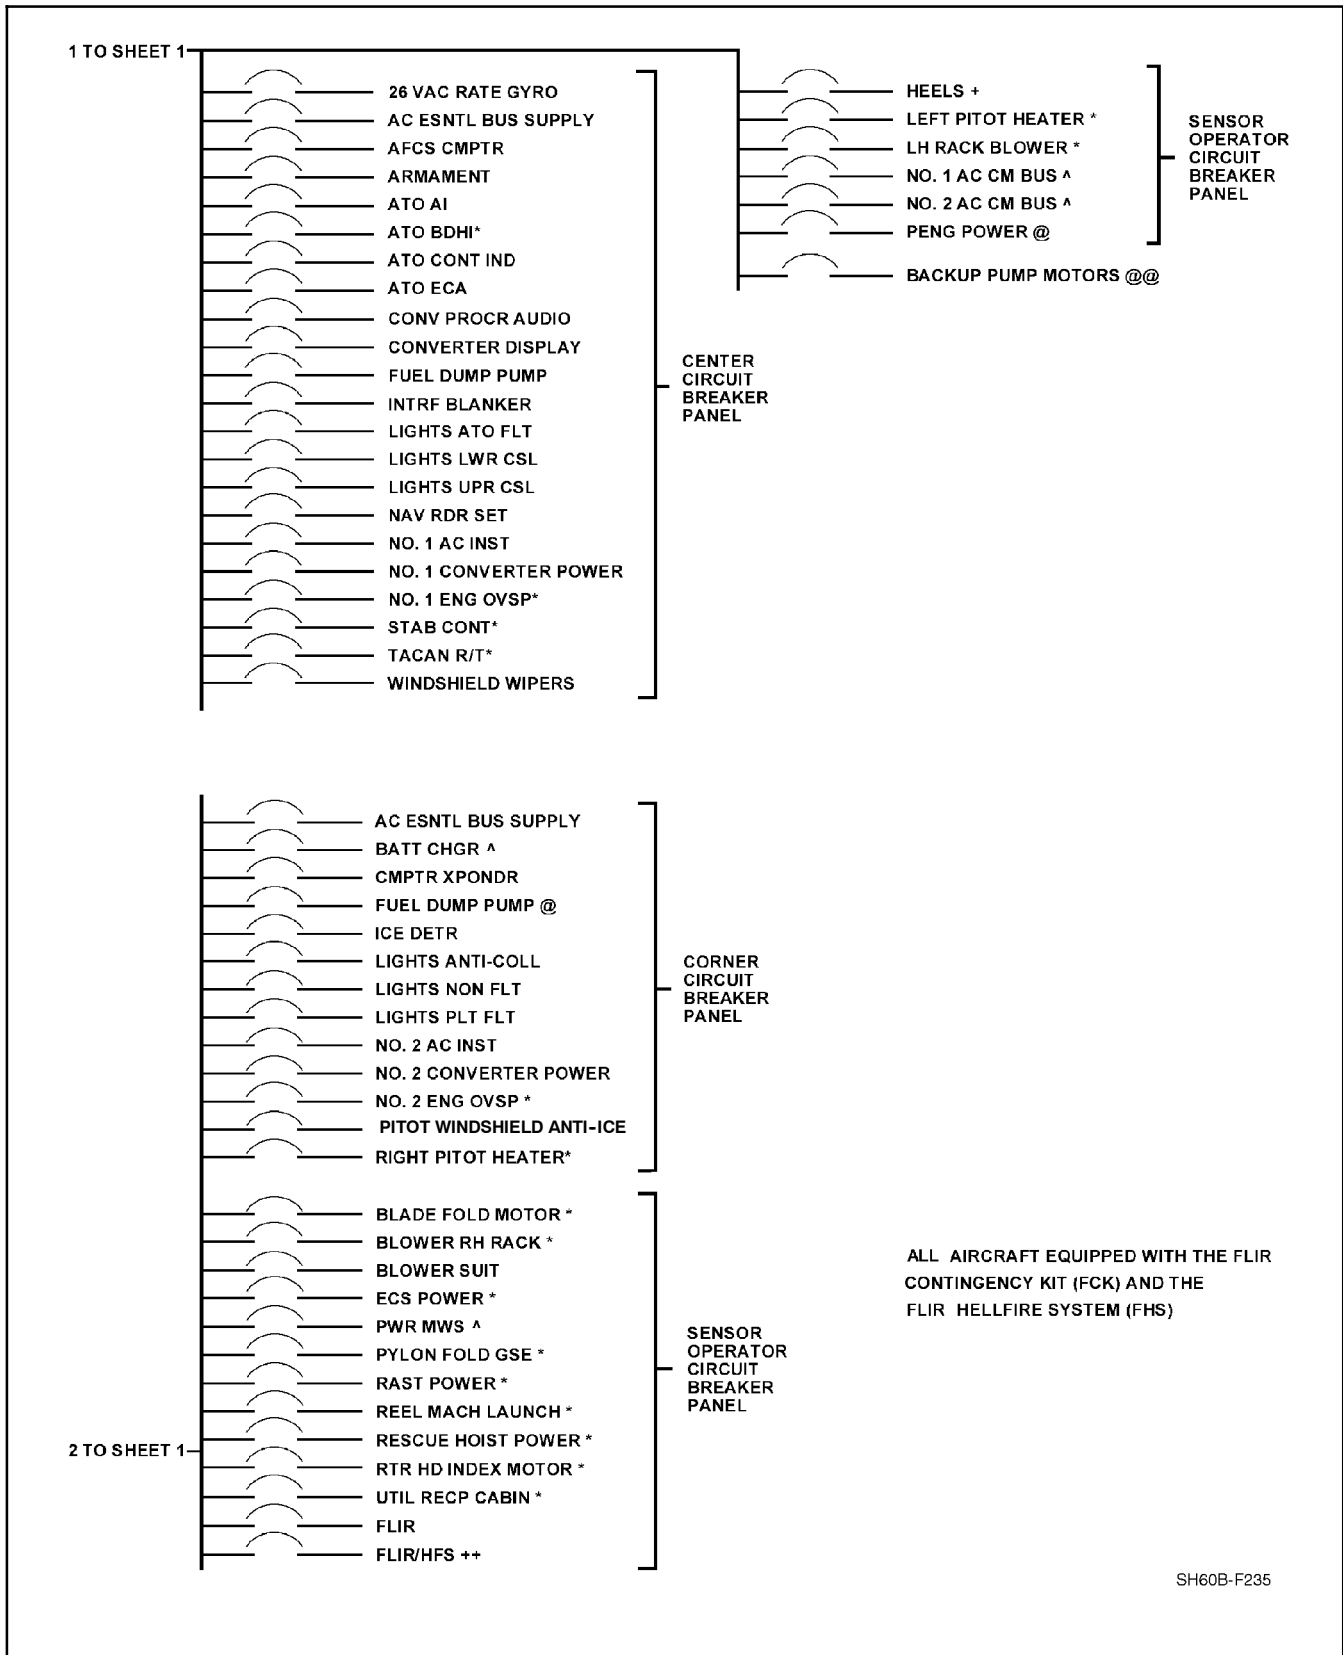 1 TO SHEET 1
26 VAC RATE GYRO
AC ESNTL BUS SUPPLY
AFCS CMPTR
ARMAMENT
ATO AI
ATO BDHI*
ATO CONT IND
ATO ECA
CONV PROCR AUDIO
CONVERTER DISPLAY
FUEL DUMP PUMP
INTRF BLANKER
LIGHTS ATO FLT
LIGHTS LWR CSL
LIGHTS UPR CSL
NAV RDR SET
NO. 1 AC INST
NO. 1 CONVERTER POWER
NO. 1 ENG OVSP*
STAB CONT*
TACAN R/T*
WINDSHIELD WIPERS
CENTER
CIRCUIT
BREAKER
PANEL
HEELS +
LEFT PITOT HEATER *
LH RACK BLOWER *
NO. 1 AC CM BUS ^
NO. 2 AC CM BUS ^
PENG POWER @
BACKUP PUMP MOTORS @@
SENSOR
OPERATOR
CIRCUIT
BREAKER
PANEL
AC ESNTL BUS SUPPLY
BATT CHGR ^
CMPTR XPONDR
FUEL DUMP PUMP @
ICE DETR
LIGHTS ANTI-COLL
LIGHTS NON FLT
LIGHTS PLT FLT
NO. 2 AC INST
NO. 2 CONVERTER POWER
NO. 2 ENG OVSP *
PITOT WINDSHIELD ANTI-ICE
RIGHT PITOT HEATER*
CORNER
CIRCUIT
BREAKER
PANEL
2 TO SHEET 1
BLADE FOLD MOTOR *
BLOWER RH RACK *
BLOWER SUIT
ECS POWER *
PWR MWS ^
PYLON FOLD GSE *
RAST POWER *
REEL MACH LAUNCH *
RESCUE HOIST POWER *
RTR HD INDEX MOTOR *
UTIL RECP CABIN *
FLIR
FLIR/HFS ++
SENSOR
OPERATOR
CIRCUIT
BREAKER
PANEL
ALL AIRCRAFT EQUIPPED WITH THE FLIR
CONTINGENCY KIT (FCK) AND THE
FLIR HELLFIRE SYSTEM (FHS)
SH60B-F235